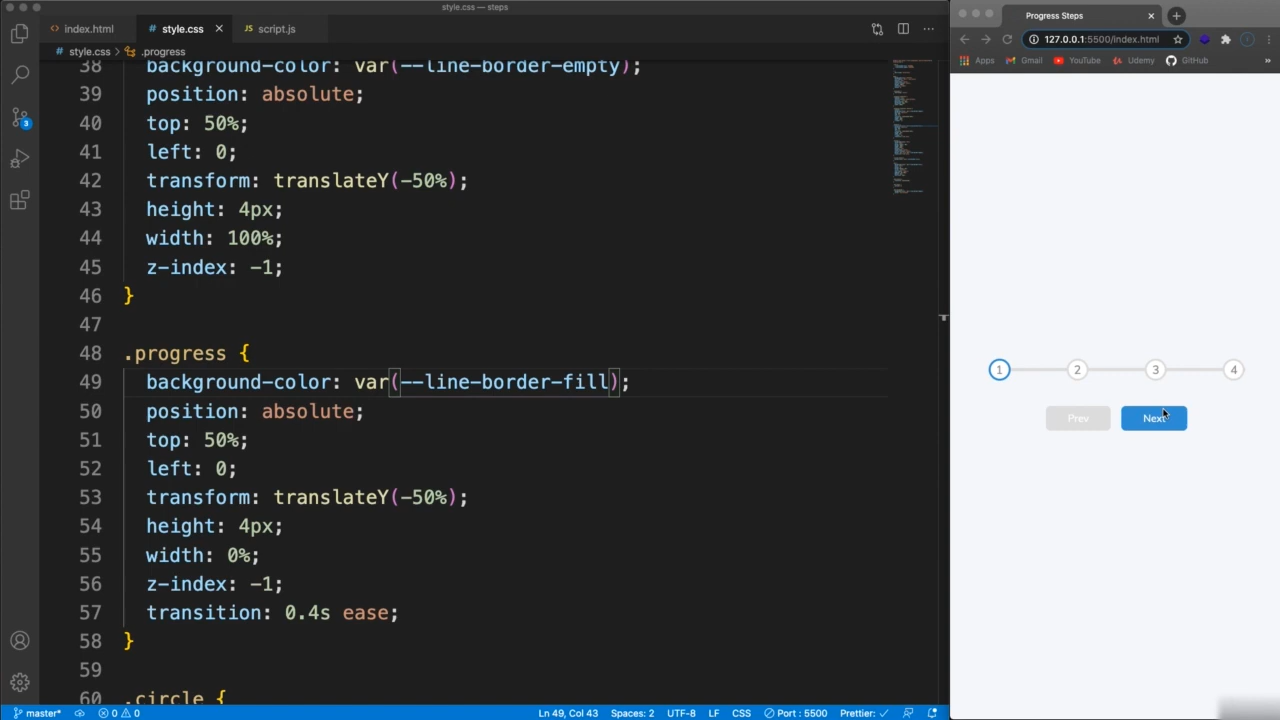 style.css — steps
index.html
style.css
JS script.js
# style.css > .progress
38 background-color: var(--line-border-empty);
39 position: absolute;
40 top: 50%;
41 left: 0;
42 transform: translateY(-50%);
43 height: 4px;
44 width: 100%;
45 z-index: -1;
46 }
47
48 .progress {
49 background-color: var(--line-border-fill);
50 position: absolute;
51 top: 50%;
52 left: 0;
53 transform: translateY(-50%);
54 height: 4px;
55 width: 0%;
56 z-index: -1;
57 transition: 0.4s ease;
58 }
59
60 .circle {
3
master* 0 0 Ln 49, Col 43 Spaces: 2 UTF-8 LF CSS Port : 5500 Prettier: ✓
Progress Steps
127.0.0.1:5500/index.html
Apps Gmail YouTube Udemy GitHub »
1 2 3 4
Prev Next